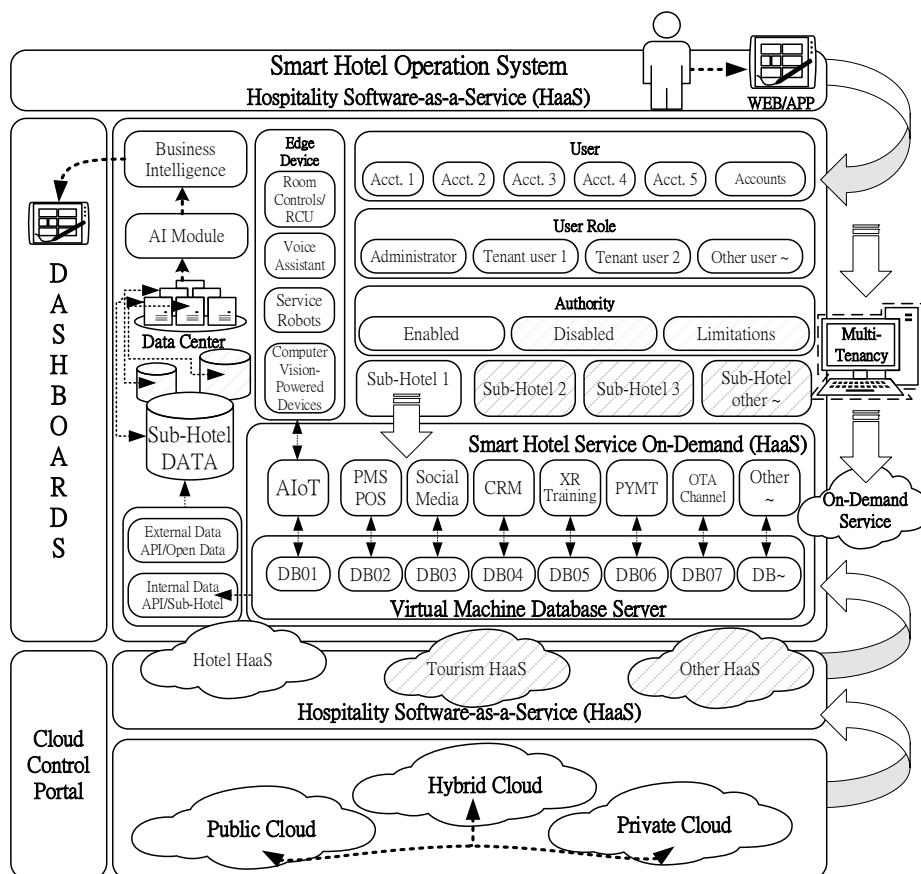 Smart Hotel Operation System
Hospitality Software-as-a-Service (HaaS)
WEB/APP
DASHBOARDS
Business
Intelligence
AI Module
Data Center
Sub-Hotel
DATA
External Data
API/Open Data
Internal Data
API/Sub-Hotel
Edge
Device
Room
Controls/
RCU
Voice
Assistant
Service
Robots
Computer
Vision-
Powered
Devices
User
Acct. 1
Acct. 2
Acct. 3
Acct. 4
Acct. 5
Accounts
User Role
Administrator
Tenant user 1
Tenant user 2
Other user ~
Authority
Enabled
Disabled
Limitations
Sub-Hotel 1
Sub-Hotel 2
Sub-Hotel 3
Sub-Hotel
other ~
Multi-
Tenancy
On-Demand
Service
Smart Hotel Service On-Demand (HaaS)
AIoT
PMS
POS
Social
Media
CRM
XR
Training
PYMT
OTA
Channel
Other
~
DB01
DB02
DB03
DB04
DB05
DB06
DB07
DB~
Virtual Machine Database Server
Hotel HaaS
Tourism HaaS
Other HaaS
Hospitality Software-as-a-Service (HaaS)
Cloud
Control
Portal
Public Cloud
Hybrid Cloud
Private Cloud